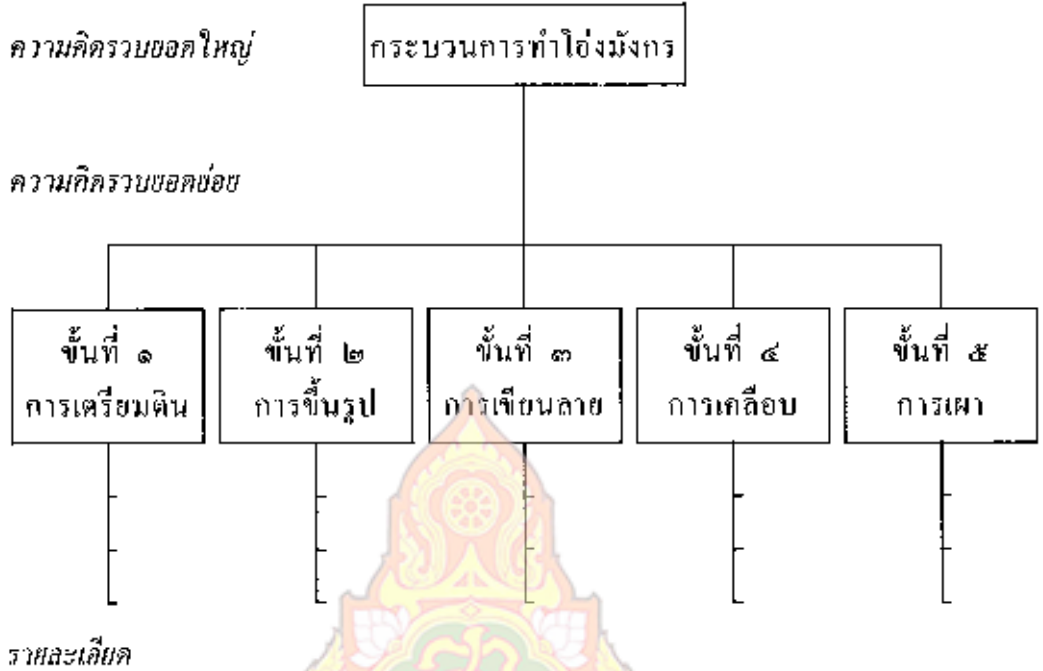 ความคิดรวบยอดใหญ่
กระบวนการทำโอ่งมังกร
ความคิดรวบยอดย่อย
ขั้นที่ ๑
การเตรียมดิน
ขั้นที่ ๒
การขึ้นรูป
ขั้นที่ ๓
การเขียนลาย
ขั้นที่ ๔
การเคลือบ
ขั้นที่ ๕
การเผา
รายละเอียด